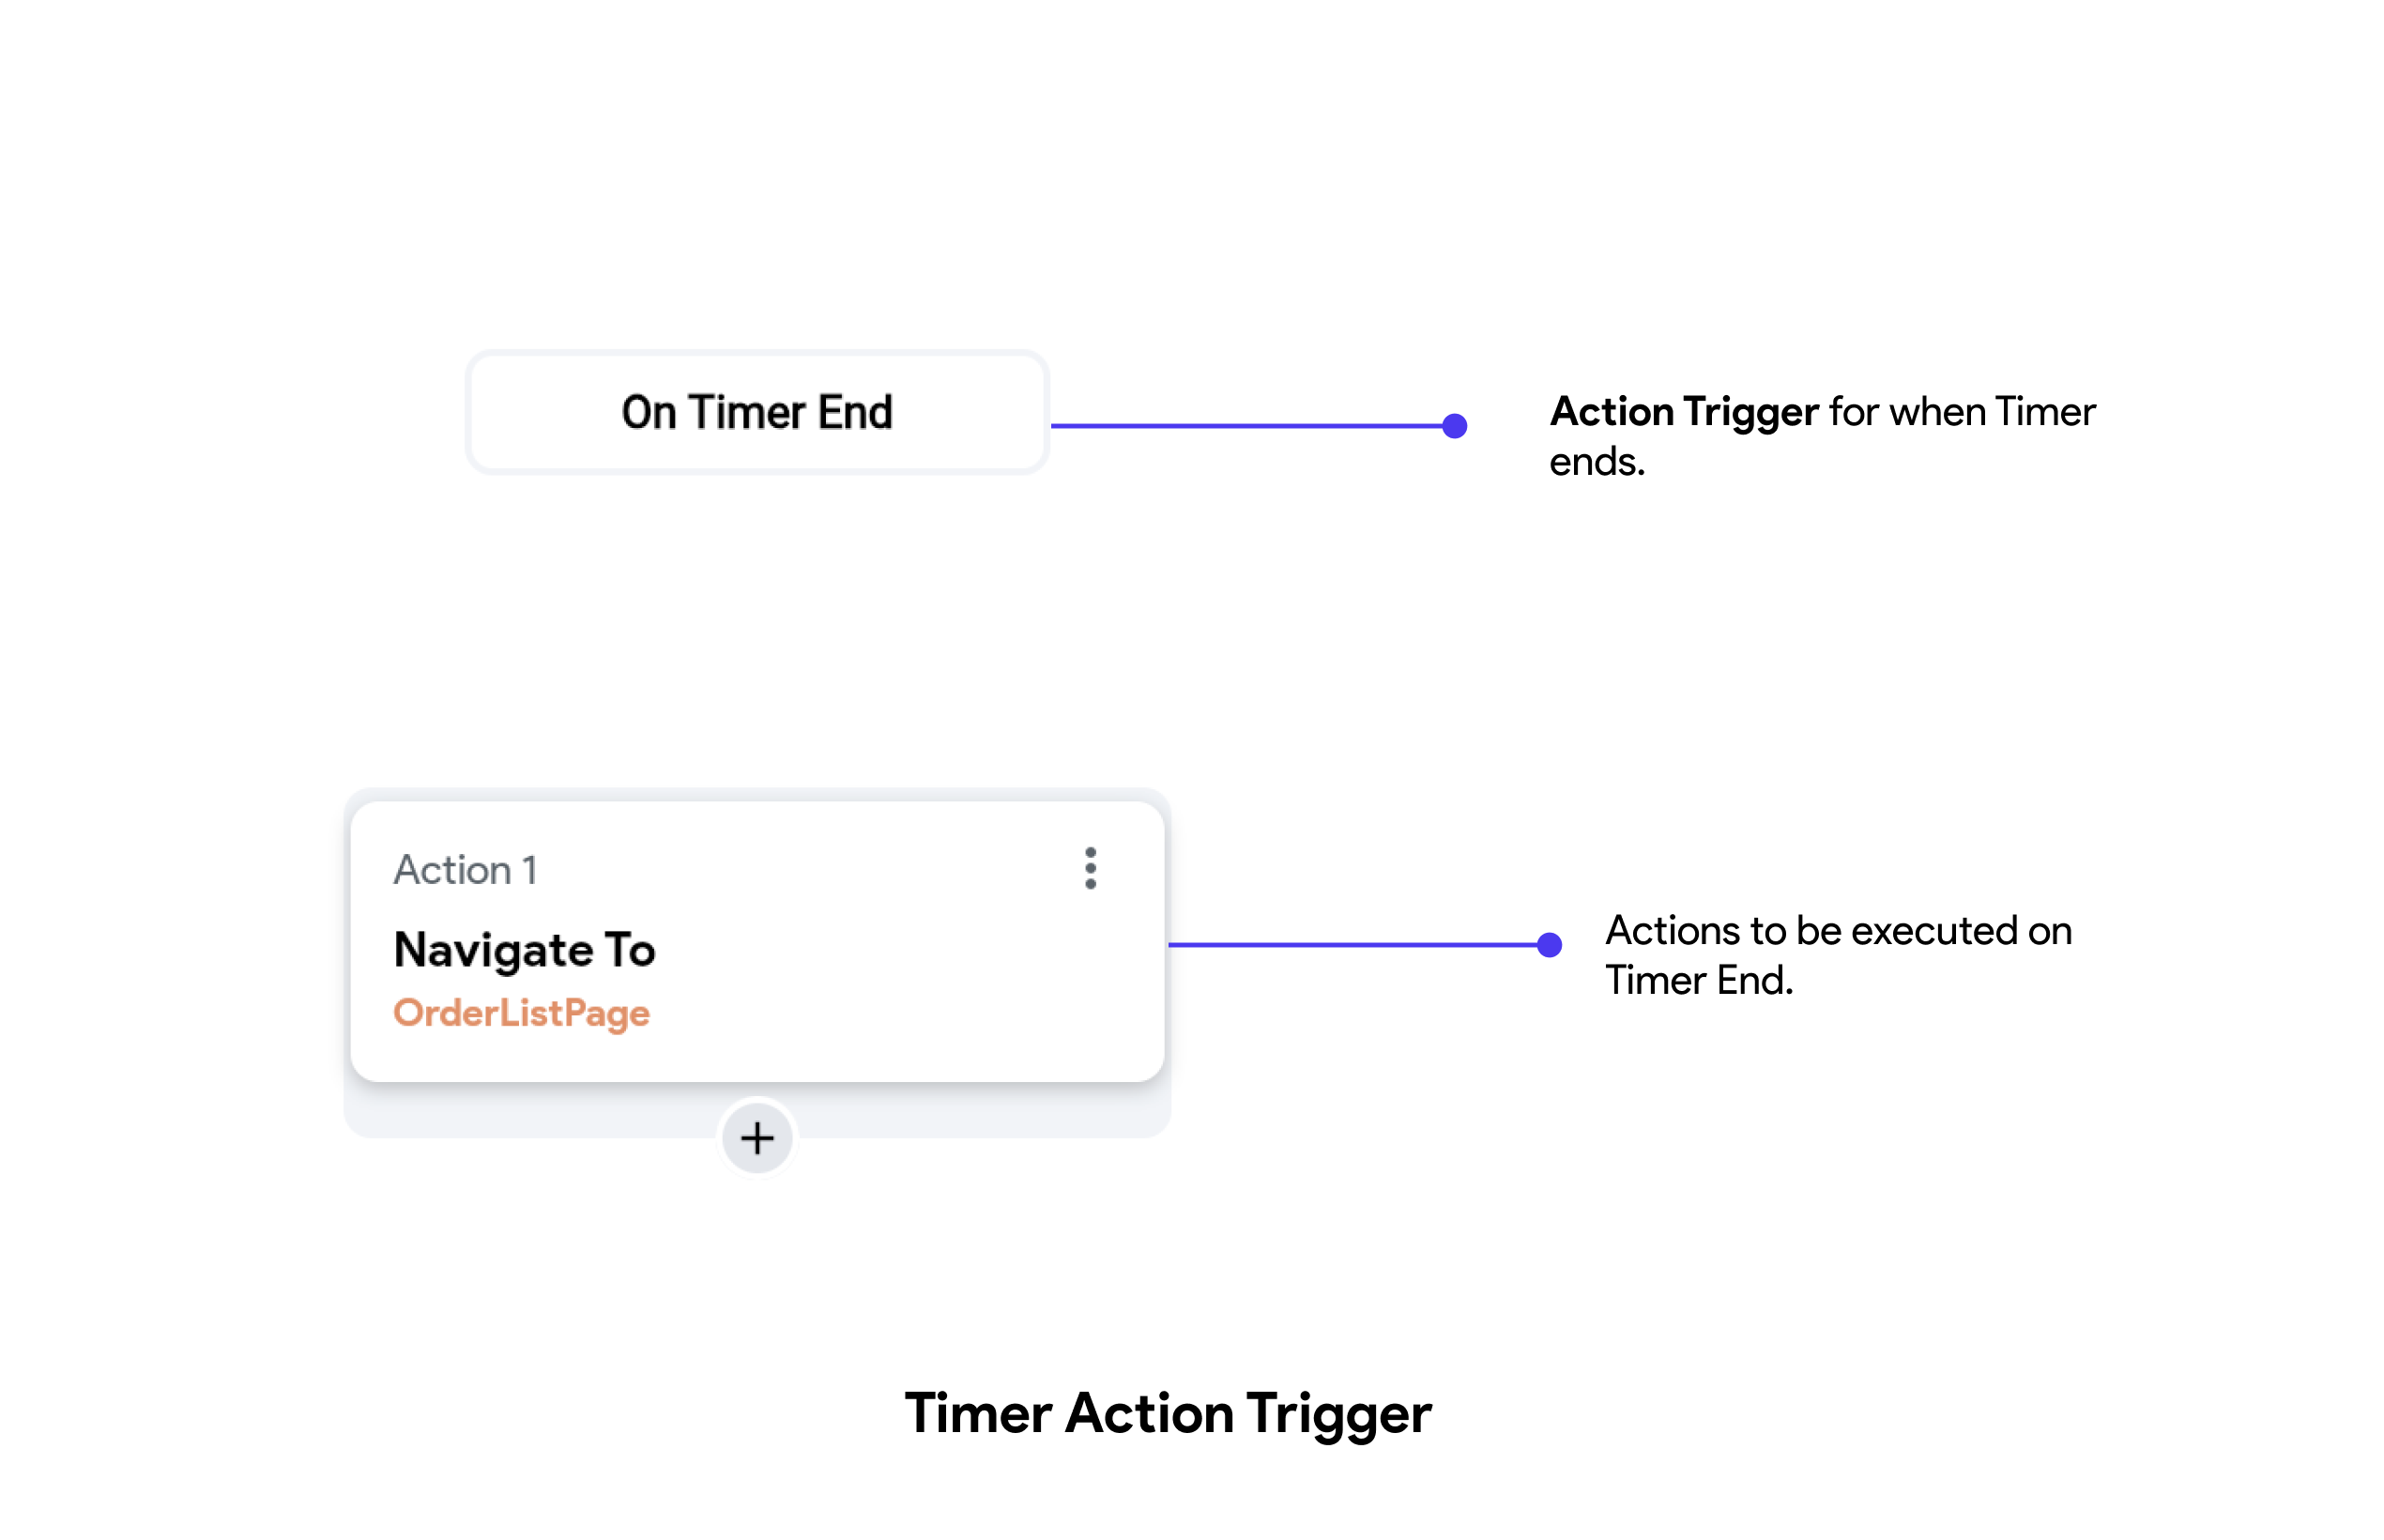 On Timer End
Action Trigger for when Timer
ends.
Action 1
Navigate To
OrderListPage
Actions to be executed on
Timer End.
Timer Action Trigger